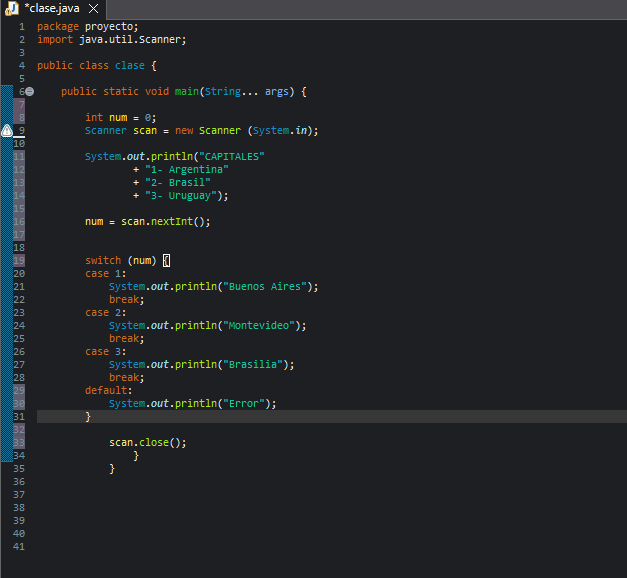 *clase.java
1 package proyecto;
2 import java.util.Scanner;
3
4 public class clase {
5
6 public static void main(String... args) {
7
8 int num = 0;
9 Scanner scan = new Scanner (System.in);
10
11 System.out.println("CAPITALES"
12 + "1- Argentina"
13 + "2- Brasil"
14 + "3- Uruguay");
15
16 num = scan.nextInt();
17
18
19 switch (num) {
20 case 1:
21 System.out.println("Buenos Aires");
22 break;
23 case 2:
24 System.out.println("Montevideo");
25 break;
26 case 3:
27 System.out.println("Brasilia");
28 break;
29 default:
30 System.out.println("Error");
31 }
32
33 scan.close();
34 }
35 }
36
37
38
39
40
41